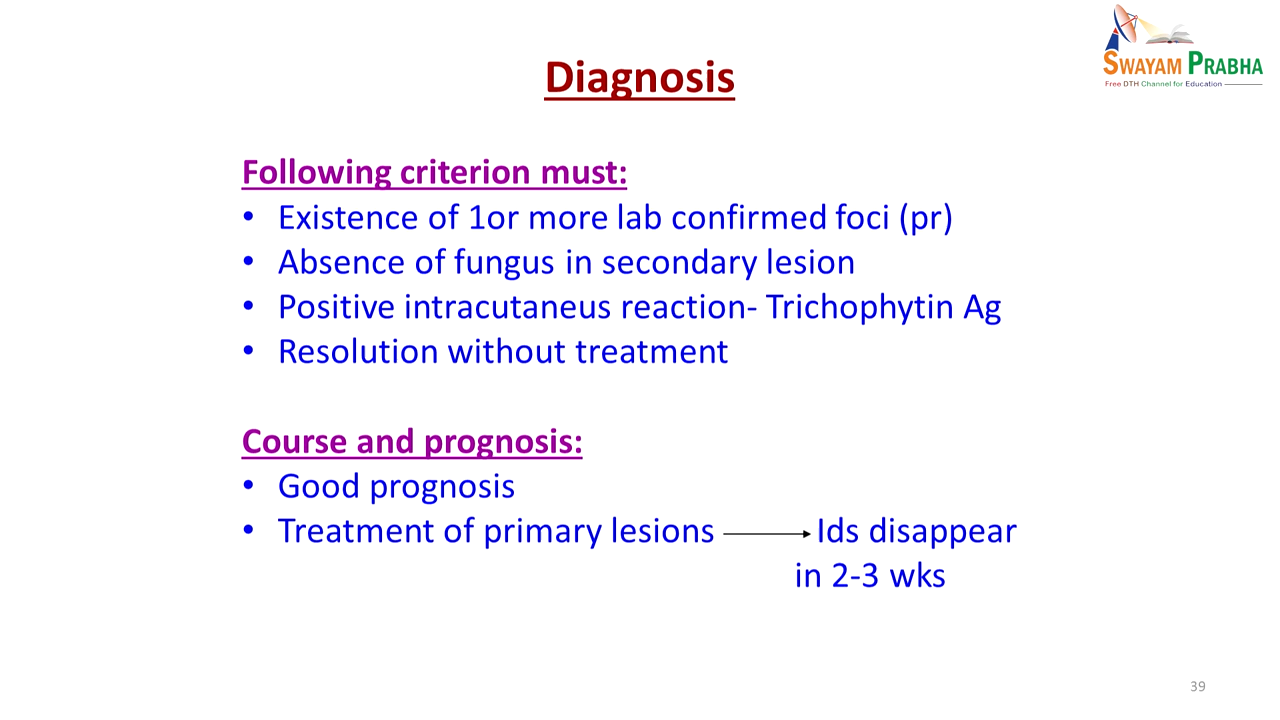 SWAYAM PRABHA
Free DTH Channel for Education
Diagnosis
Following criterion must:
• Existence of 1or more lab confirmed foci (pr)
• Absence of fungus in secondary lesion
• Positive intracutaneus reaction- Trichophytin Ag
• Resolution without treatment
Course and prognosis:
• Good prognosis
• Treatment of primary lesions Ids disappear
in 2-3 wks
39